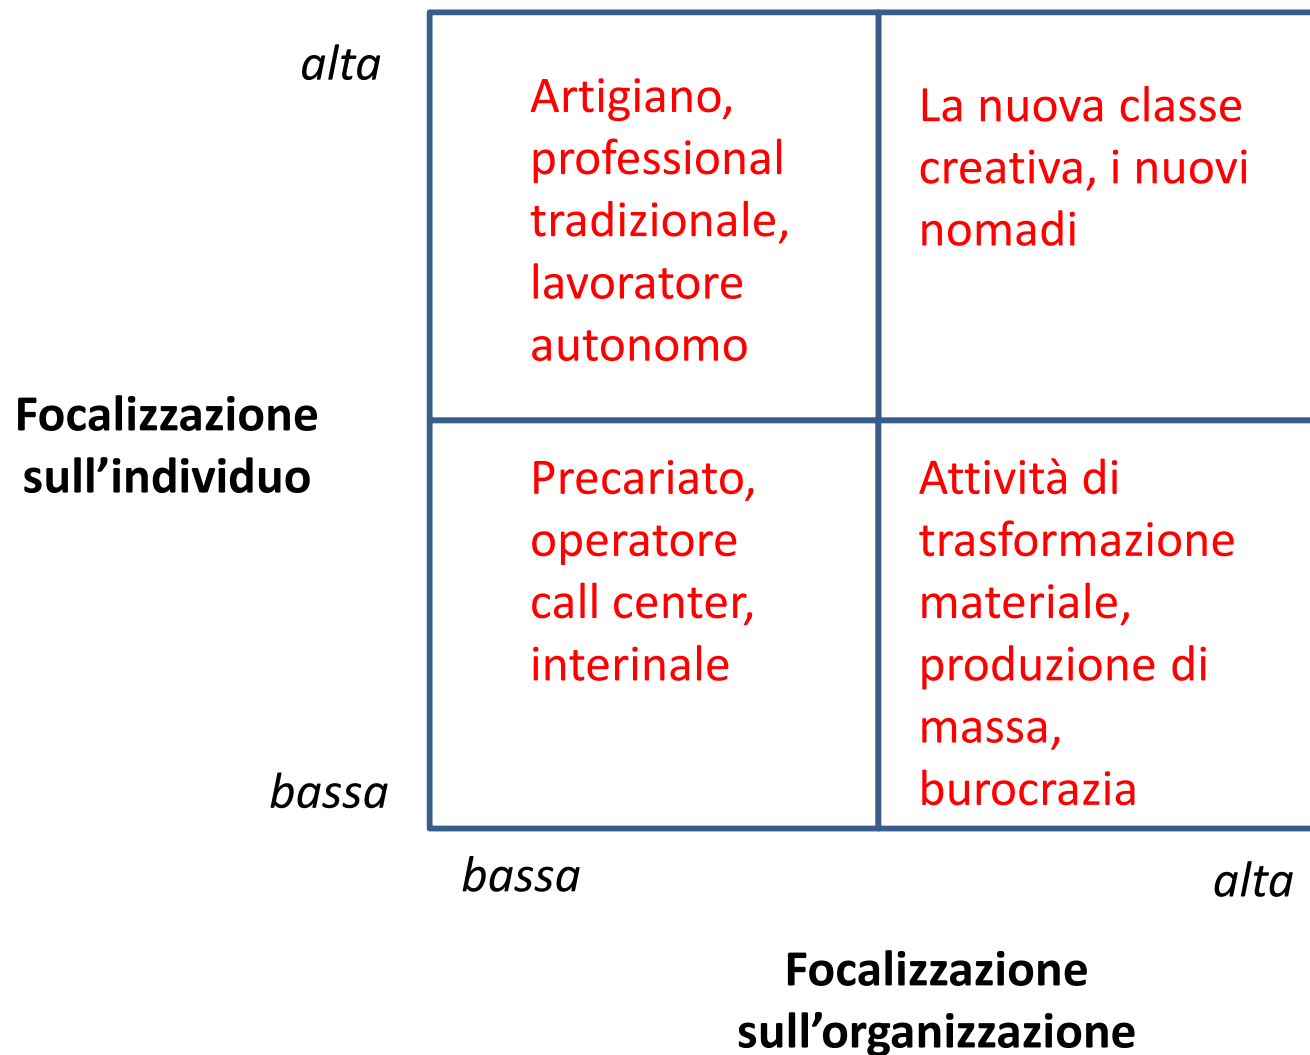 alta
Artigiano,
professional
tradizionale,
lavoratore
autonomo
La nuova classe
creativa, i nuovi
nomadi
Focalizzazione
sull’individuo
Precariato,
operatore
call center,
interinale
Attività di
trasformazione
materiale,
produzione di
massa,
burocrazia
bassa
bassa
alta
Focalizzazione
sull’organizzazione